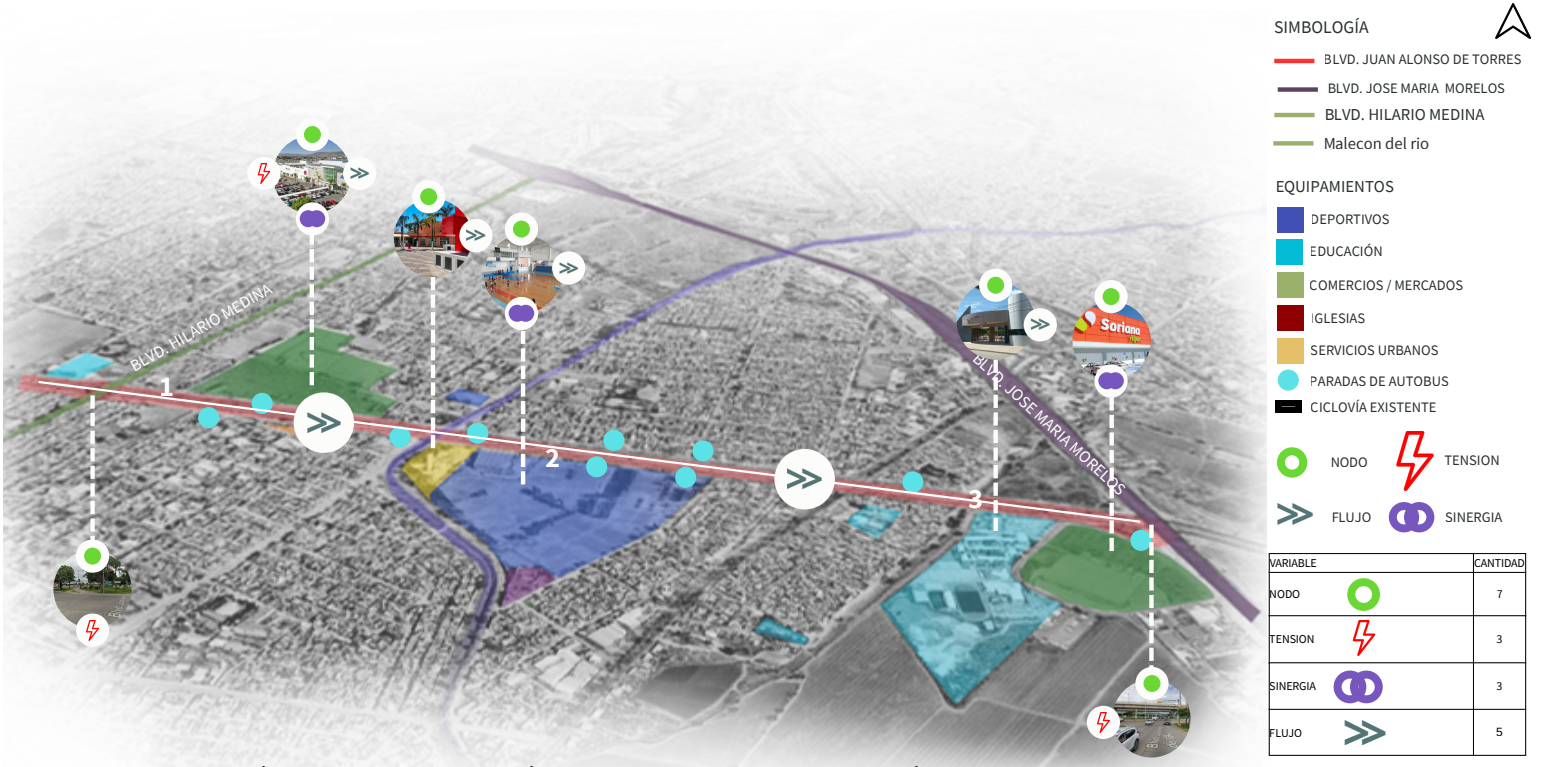 SIMBOLOGÍA
BLVD. JUAN ALONSO DE TORRES
BLVD. JOSE MARIA MORELOS
BLVD. HILARIO MEDINA
Malecon del rio
EQUIPAMIENTOS
DEPORTIVOS
EDUCACIÓN
COMERCIOS / MERCADOS
IGLESIAS
SERVICIOS URBANOS
PARADAS DE AUTOBUS
CICLOVÍA EXISTENTE
NODO
TENSION
FLUJO
SINERGIA
VARIABLE CANTIDAD
NODO 7
TENSION 3
SINERGIA 3
FLUJO 5
BLVD. HILARIO MEDINA
1
2
3
BLVD. JOSE MARIA MORELOS
Soriana